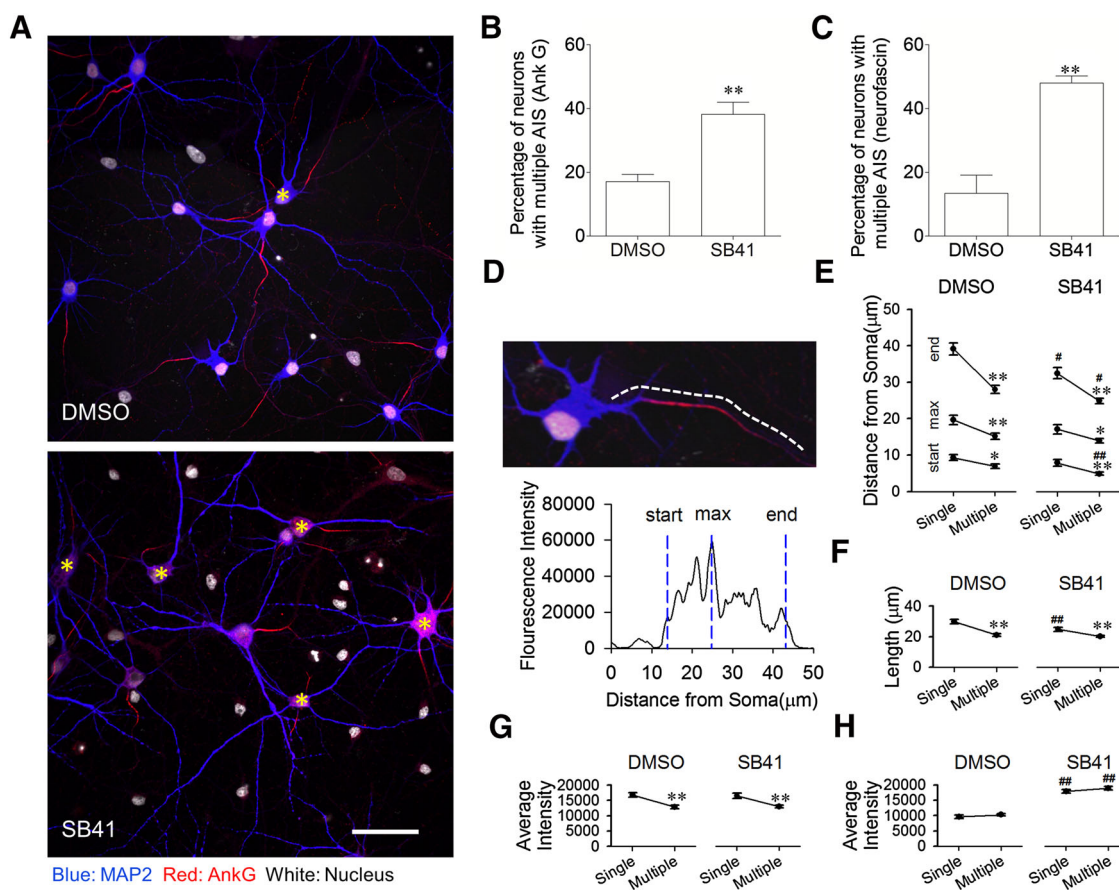 A
DMSO
*
SB41
* * * * *
Blue: MAP2 Red: AnkG White: Nucleus
B
Percentage of neurons
with multiple AIS (Ank G)
60
40
20
0
**
DMSO SB41
C
Percentage of neurons with
multiple AIS (neurofascin)
60
40
20
0
**
DMSO SB41
D
Flourescence Intensity
80000
60000
40000
20000
0
start max end
0 10 20 30 40 50
Distance from Soma(μm)
E
DMSO SB41
Distance from Soma(μm)
50
40
30
20
10
0
end
max
start
**
**
*
#
#
**
*
##
**
Single Multiple Single Multiple
F
DMSO SB41
Length (μm)
40
20
0
** ## **
Single Multiple Single Multiple
G
DMSO SB41
Average
Intensity
20000
15000
10000
5000
0
** **
Single Multiple Single Multiple
H
DMSO SB41
Average
Intensity
20000
15000
10000
5000
0
## ##
Single Multiple Single Multiple